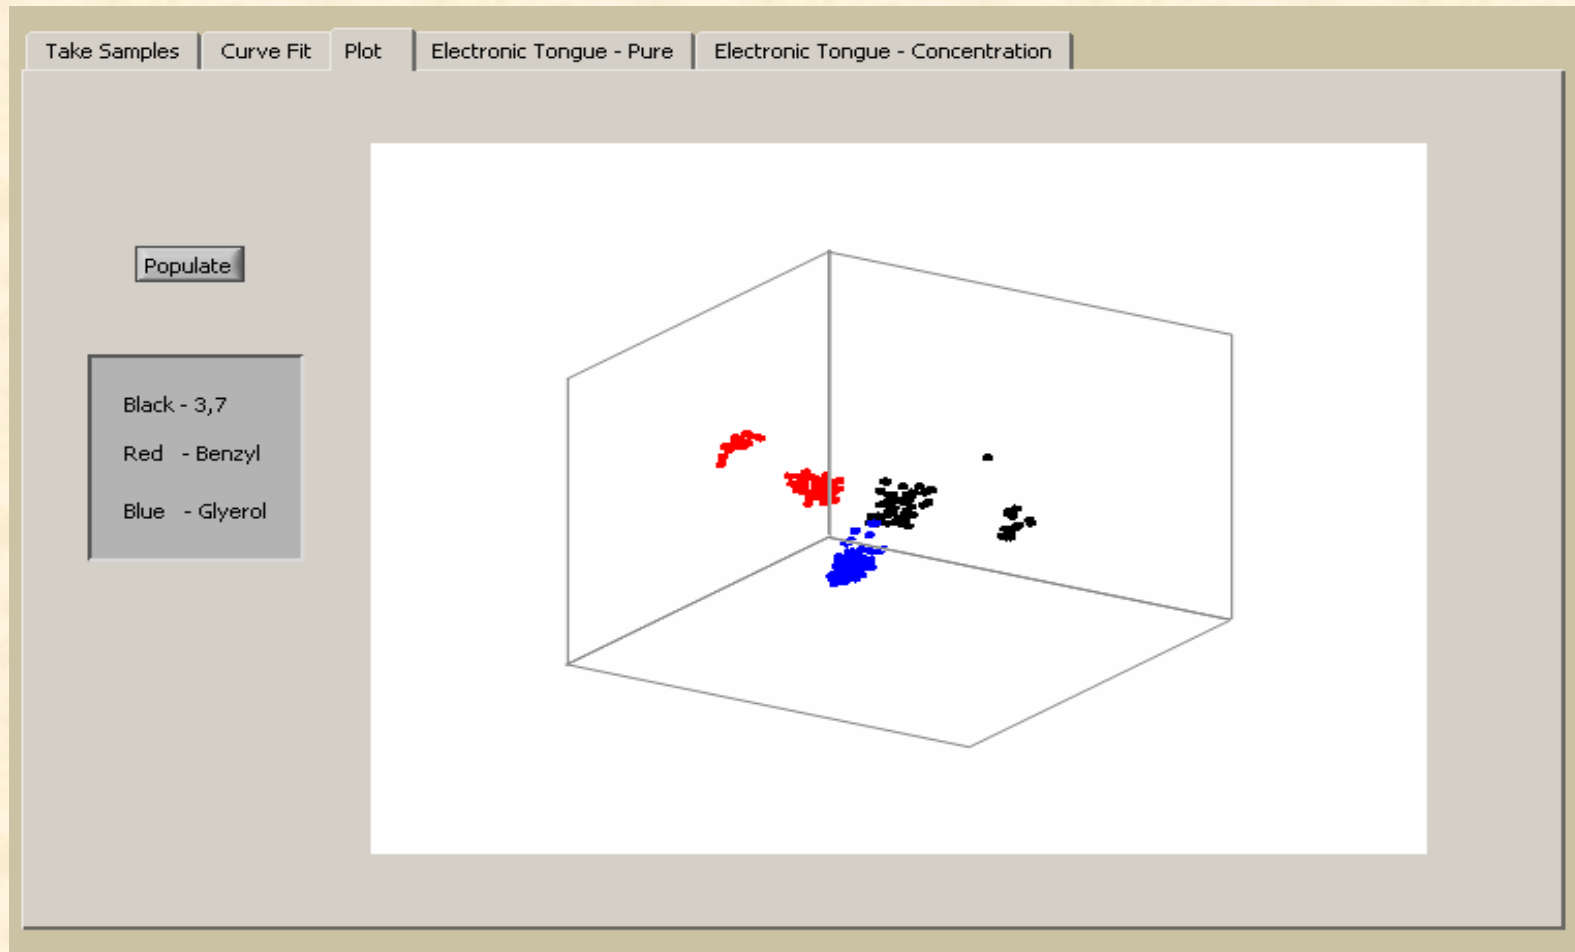 Take Samples
Curve Fit
Plot
Electronic Tongue - Pure
Electronic Tongue - Concentration
Populate
Black - 3,7
Red - Benzyl
Blue - Glyerol